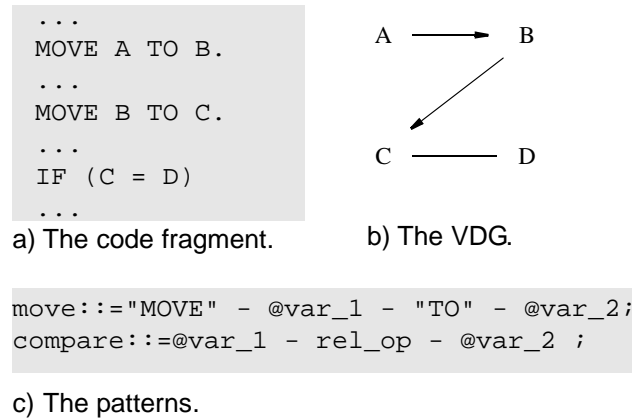 ...
MOVE A TO B.
...
MOVE B TO C.
...
IF (C = D)
...
a) The code fragment.
A B
C D
b) The VDG.
move::="MOVE" - @var_1 - "TO" - @var_2;
compare::=@var_1 - rel_op - @var_2 ;
c) The patterns.